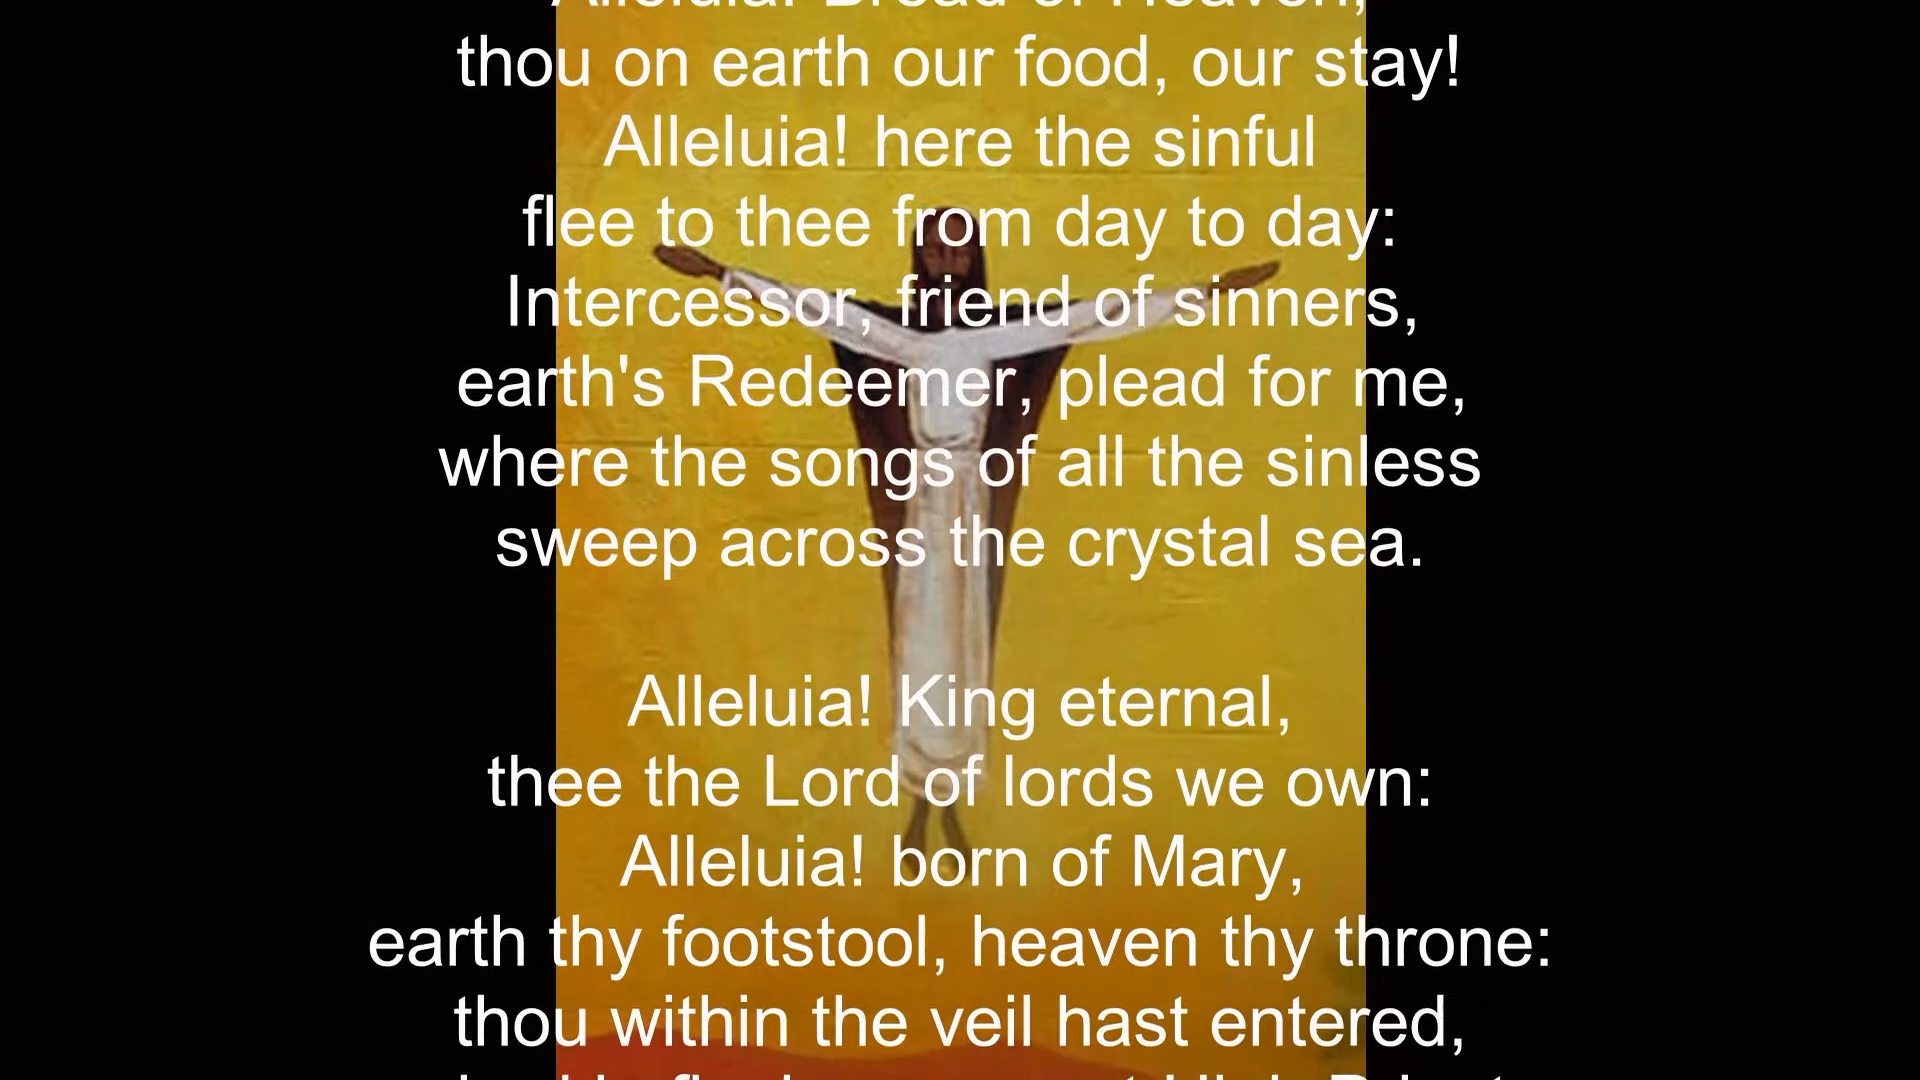 Alleluia! Bread of Heaven,
thou on earth our food, our stay!
Alleluia! here the sinful
flee to thee from day to day:
Intercessor, friend of sinners,
earth's Redeemer, plead for me,
where the songs of all the sinless
sweep across the crystal sea.
Alleluia! King eternal,
thee the Lord of lords we own:
Alleluia! born of Mary,
earth thy footstool, heaven thy throne:
thou within the veil hast entered,